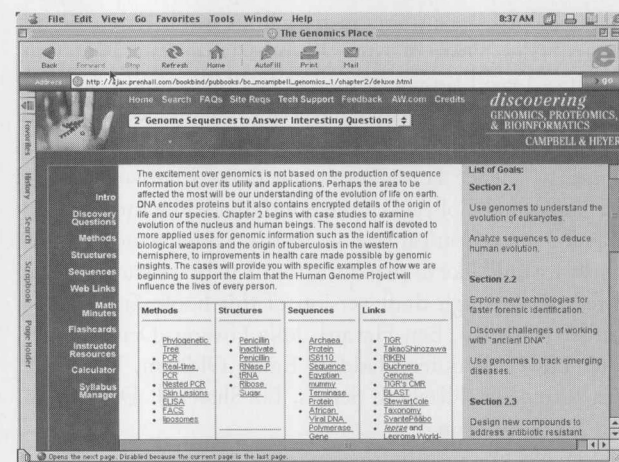 File Edit View Go Favorites Tools Window Help 8:37 AM
The Genomics Place
Back Forward Stop Refresh Home AutoFill Print Mail
Address http://ajax.prenhall.com/bookbind/pubbooks/bc_mcampbell_genomics_1/chapter2/deluxe.html go
Home Search FAQs Site Reqs Tech Support Feedback AW.com Credits
2 Genome Sequences to Answer Interesting Questions
discovering
GENOMICS, PROTEOMICS,
& BIOINFORMATICS
CAMPBELL & HEYER
Favorites
History
Search
Scrapbook
Page Holder
Intro
Discovery
Questions
Methods
Structures
Sequences
Web Links
Math
Minutes
Flashcards
Instructor
Resources
Calculator
Syllabus
Manager
The excitement over genomics is not based on the production of sequence
information but over its utility and applications. Perhaps the area to be
affected the most will be our understanding of the evolution of life on earth.
DNA encodes proteins but it also contains encrypted details of the origin of
life and our species. Chapter 2 begins with case studies to examine
evolution of the nucleus and human beings. The second half is devoted to
more applied uses for genomic information such as the identification of
biological weapons and the origin of tuberculosis in the western
hemisphere, to improvements in health care made possible by genomic
insights. The cases will provide you with specific examples of how we are
beginning to support the claim that the Human Genome Project will
influence the lives of every person.
Methods
Phylogenetic
Tree
PCR
Real-time
PCR
Nested PCR
Skin Lesions
ELISA
FACS
liposomes
Structures
Penicillin
Inactivate
Penicillin
RNase P
tRNA
Ribose
Sugar
Sequences
Archaea
Protein
IS6110
Sequence
Egyptian
mummy
Terminase
Protein
African
Viral DNA
Polymerase
Gene
Links
TIGR
TakaoShinozawa
RIKEN
Buchnera
Genome
TIGR's CMR
BLAST
StewartCole
Taxonomy
SvantePääbo
leprae and
Leproma World-
List of Goals:
Section 2.1
Use genomes to understand the
evolution of eukaryotes.
Analyze sequences to deduce
human evolution.
Section 2.2
Explore new technologies for
faster forensic identification.
Discover challenges of working
with "ancient DNA"
Use genomes to track emerging
diseases.
Section 2.3
Design new compounds to
address antibiotic resistant
Opens the next page. Disabled because the current page is the last page.